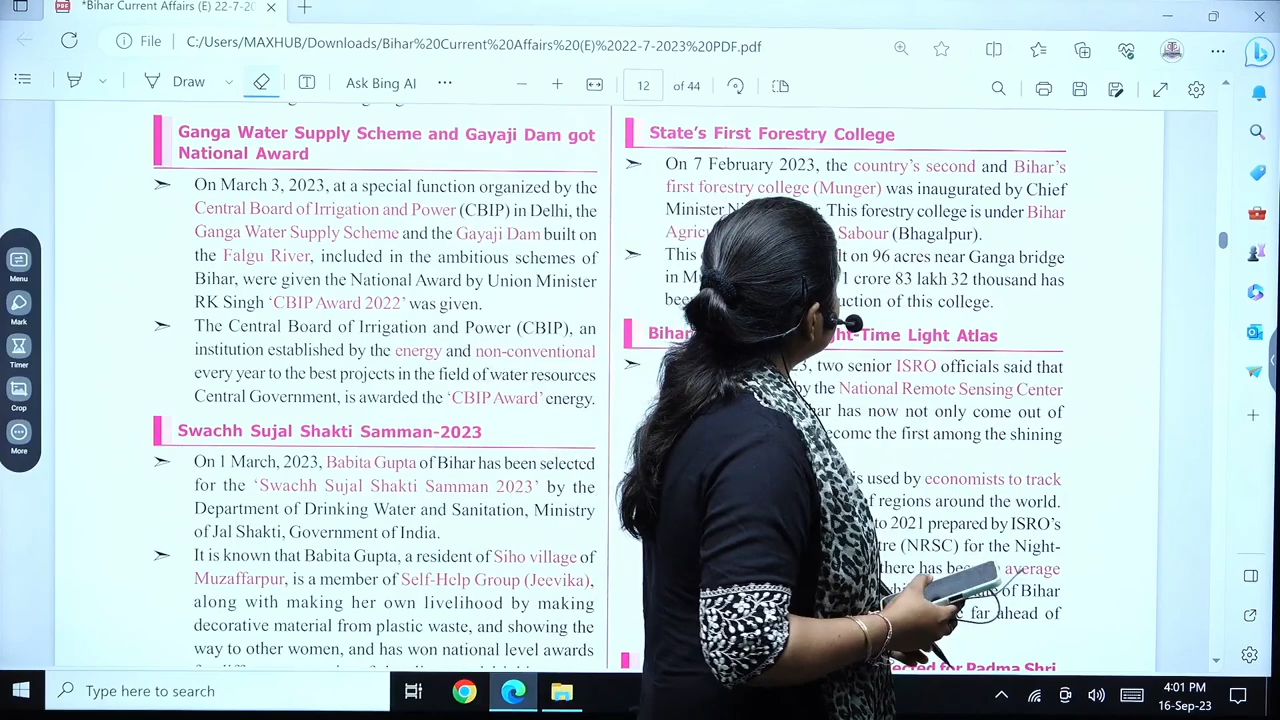 *Bihar Current Affairs (E) 22-7-20
File
C:/Users/MAXHUB/Downloads/Bihar%20Current%20Affairs%20(E)%2022-7-2023%20PDF.pdf
Draw
Ask Bing AI
12 of 44
Menu
Mark
Timer
Crop
More
Ganga Water Supply Scheme and Gayaji Dam got
National Award
On March 3, 2023, at a special function organized by the
Central Board of Irrigation and Power (CBIP) in Delhi, the
Ganga Water Supply Scheme and the Gayaji Dam built on
the Falgu River, included in the ambitious schemes of
Bihar, were given the National Award by Union Minister
RK Singh 'CBIP Award 2022' was given.
The Central Board of Irrigation and Power (CBIP), an
institution established by the energy and non-conventional
every year to the best projects in the field of water resources
Central Government, is awarded the 'CBIP Award' energy.
Swachh Sujal Shakti Samman-2023
On 1 March, 2023, Babita Gupta of Bihar has been selected
for the 'Swachh Sujal Shakti Samman 2023' by the
Department of Drinking Water and Sanitation, Ministry
of Jal Shakti, Government of India.
It is known that Babita Gupta, a resident of Siho village of
Muzaffarpur, is a member of Self-Help Group (Jeevika),
along with making her own livelihood by making
decorative material from plastic waste, and showing the
way to other women, and has won national level awards
State's First Forestry College
On 7 February 2023, the country's second and Bihar's
first forestry college (Munger) was inaugurated by Chief
Minister This forestry college is under Bihar
Sabour (Bhagalpur).
This on 96 acres near Ganga bridge
in 1 crore 83 lakh 32 thousand has
of this college.
Bihar Light Atlas
two senior ISRO officials said that
by the National Remote Sensing Center
has now not only come out of
become the first among the shining
is used by economists to track
of regions around the world.
to 2021 prepared by ISRO's
(NRSC) for the Night-
there has average
of Bihar
far ahead of
for Padma Shri
Type here to search
4:01 PM
16-Sep-23